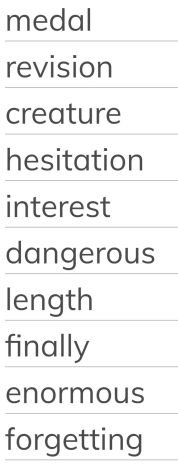 medal
revision
creature
hesitation
interest
dangerous
length
finally
enormous
forgetting